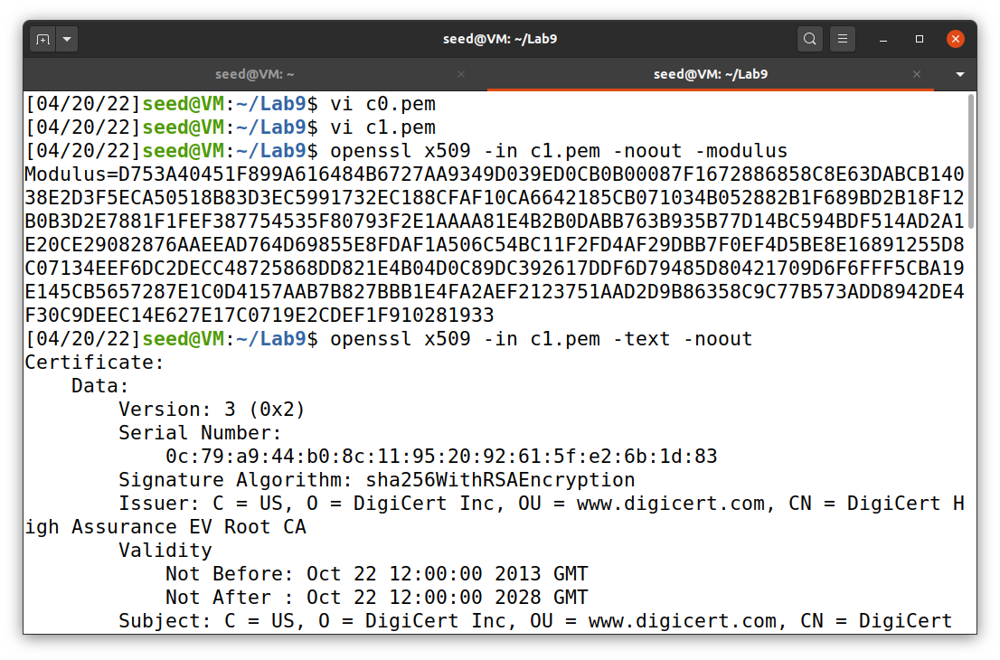 seed@VM: ~/Lab9
seed@VM: ~
seed@VM: ~/Lab9
[04/20/22]seed@VM:~/Lab9$ vi c0.pem
[04/20/22]seed@VM:~/Lab9$ vi c1.pem
[04/20/22]seed@VM:~/Lab9$ openssl x509 -in c1.pem -noout -modulus
Modulus=D753A40451F899A616484B6727AA9349D039ED0CB0B00087F1672886858C8E63DABCB140
38E2D3F5ECA50518B83D3EC5991732EC188CFAF10CA6642185CB071034B052882B1F689BD2B18F12
B0B3D2E7881F1FEF387754535F80793F2E1AAAA81E4B2B0DABB763B935B77D14BC594BDF514AD2A1
E20CE29082876AAEEAD764D69855E8FDAF1A506C54BC11F2FD4AF29DBB7F0EF4D5BE8E16891255D8
C07134EEF6DC2DECC48725868DD821E4B04D0C89DC392617DDF6D79485D80421709D6F6FFF5CBA19
E145CB5657287E1C0D4157AAB7B827BBB1E4FA2AEF2123751AAD2D9B86358C9C77B573ADD8942DE4
F30C9DEEC14E627E17C0719E2CDEF1F910281933
[04/20/22]seed@VM:~/Lab9$ openssl x509 -in c1.pem -text -noout
Certificate:
    Data:
        Version: 3 (0x2)
        Serial Number:
            0c:79:a9:44:b0:8c:11:95:20:92:61:5f:e2:6b:1d:83
        Signature Algorithm: sha256WithRSAEncryption
        Issuer: C = US, O = DigiCert Inc, OU = www.digicert.com, CN = DigiCert H
igh Assurance EV Root CA
        Validity
            Not Before: Oct 22 12:00:00 2013 GMT
            Not After : Oct 22 12:00:00 2028 GMT
        Subject: C = US, O = DigiCert Inc, OU = www.digicert.com, CN = DigiCert